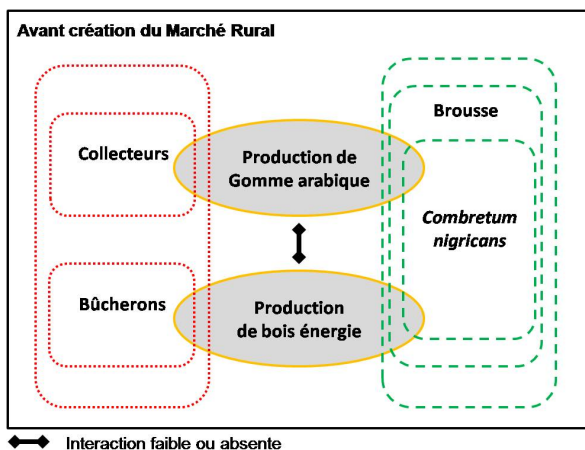 Avant création du Marché Rural
Collecteurs
Production de
Gomme arabique
Brousse
Combretum
nigricans
Bûcherons
Production
de bois énergie
Interaction faible ou absente